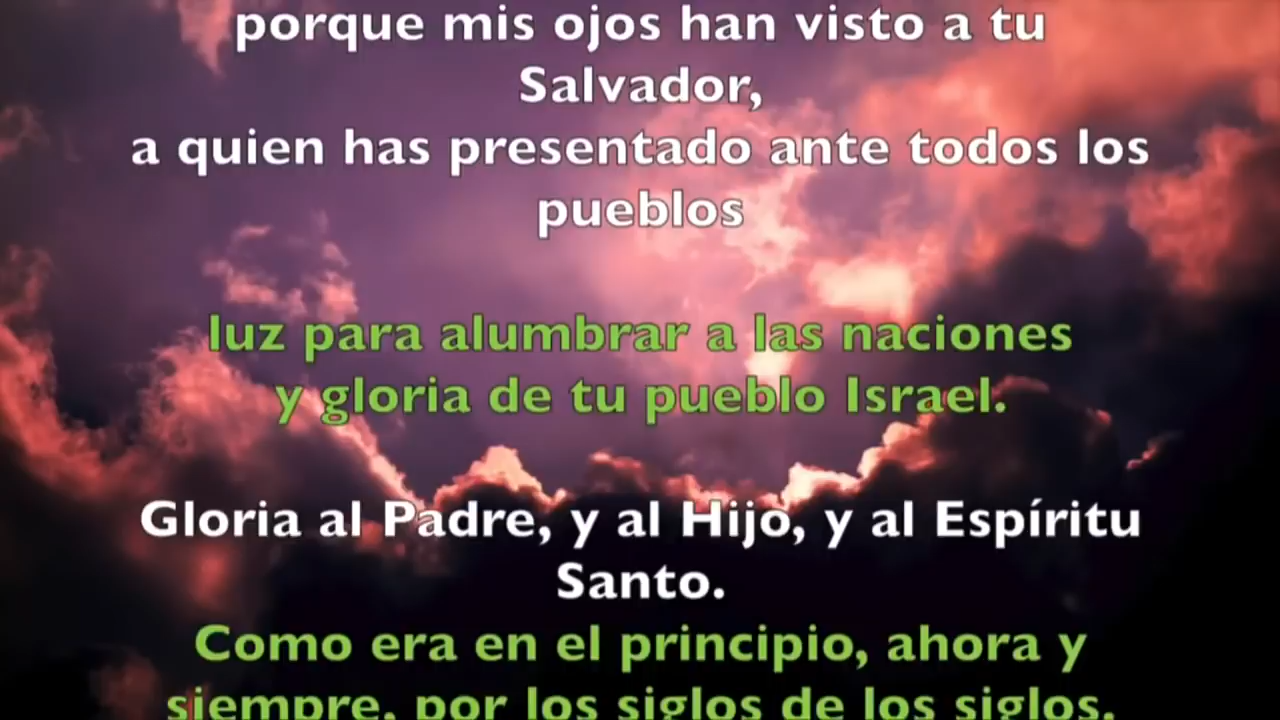 porque mis ojos han visto a tu
Salvador,
a quien has presentado ante todos los
pueblos
luz para alumbrar a las naciones
y gloria de tu pueblo Israel.
Gloria al Padre, y al Hijo, y al Espíritu
Santo.
Como era en el principio, ahora y
siempre, por los siglos de los siglos.